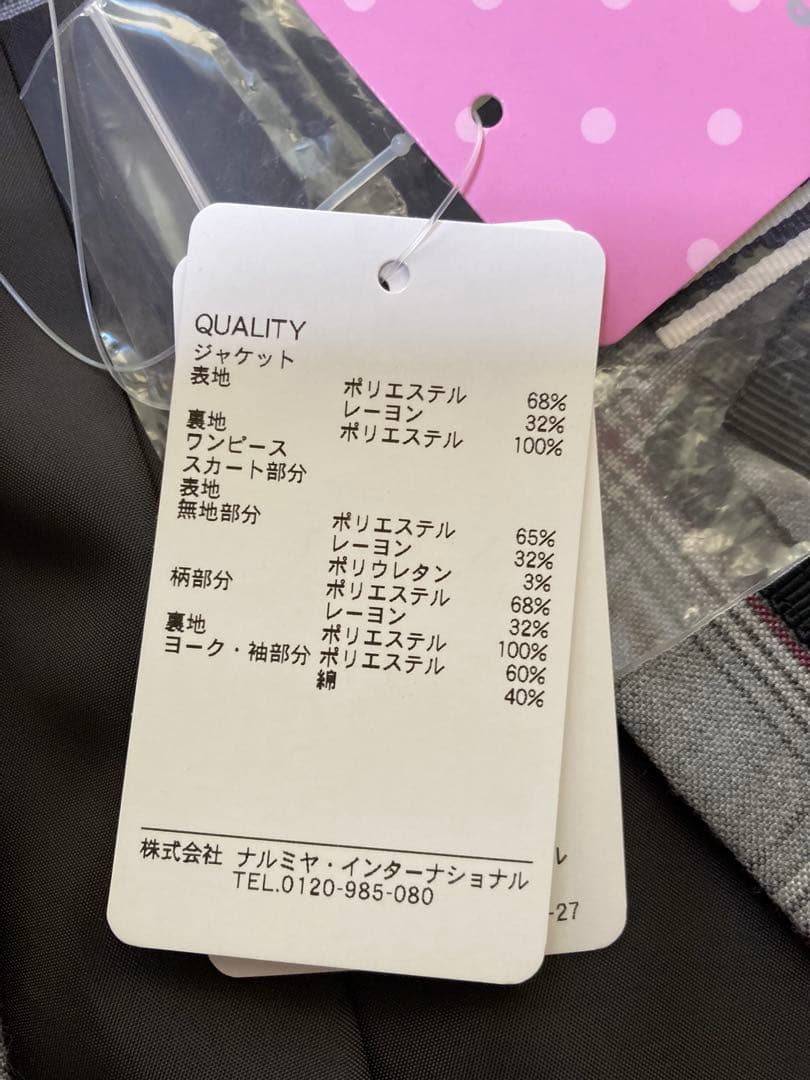 QUALITY
ジャケット
表地 ポリエステル 68%
レーヨン 32%
裏地 ポリエステル 100%
ワンピース
スカート部分
表地
無地部分 ポリエステル 65%
レーヨン 32%
ポリウレタン 3%
柄部分 ポリエステル 68%
レーヨン 32%
裏地 ポリエステル 100%
ヨーク・袖部分 ポリエステル 60%
綿 40%
株式会社 ナルミヤ・インターナショナル
TEL.0120-985-080
ル
-27